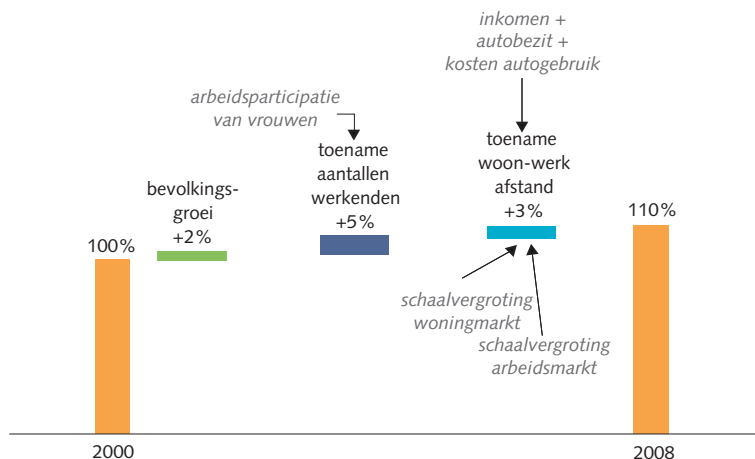 inkomen +
autobezit +
kosten autogebruik
arbeidsparticipatie
van vrouwen
toename
aantallen
werkenden
+5%
toename
woon-werk
afstand
+3%
bevolkings-
groei
+2%
100%
110%
schaalvergroting
woningmarkt
schaalvergroting
arbeidsmarkt
2000
2008